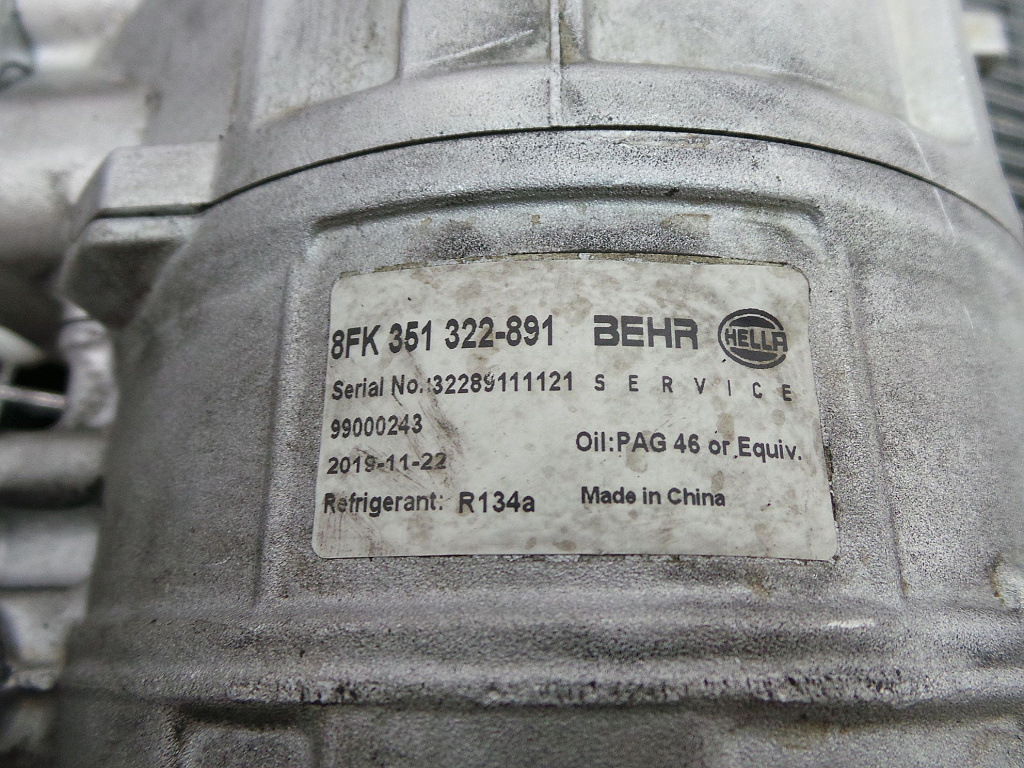 8FK 351 322-891 BEHR HELLA
Serial No.:32289111121 SERVICE
99000243
Oil:PAG 46 or Equiv.
2019-11-22
Refrigerant: R134a Made in China